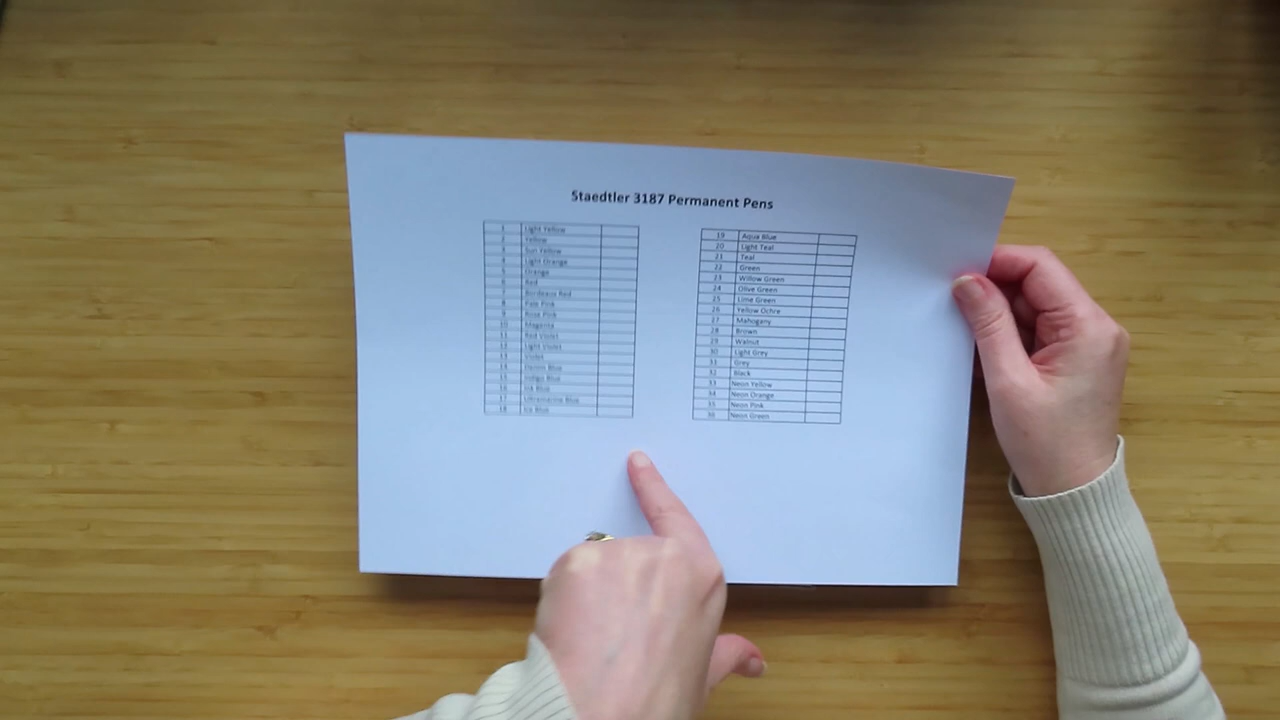 Staedtler 3187 Permanent Pens
1 Light Yellow
2 Yellow
3 Sun Yellow
4 Light Orange
5 Orange
6 Red
7 Bordeaux Red
8 Pale Pink
9 Rose Pink
10 Magenta
11 Red Violet
12 Light Violet
13 Violet
14 Blue
15 Indigo Blue
16 Ink Blue
17 Ultramarine Blue
18 Ice Blue
19 Aqua Blue
20 Light Teal
21 Teal
22 Green
23 Willow Green
24 Olive Green
25 Lime Green
26 Yellow Ochre
27 Mahogany
28 Brown
29 Walnut
30 Light Grey
31 Grey
32 Black
33 Neon Yellow
34 Neon Orange
35 Neon Pink
36 Neon Green